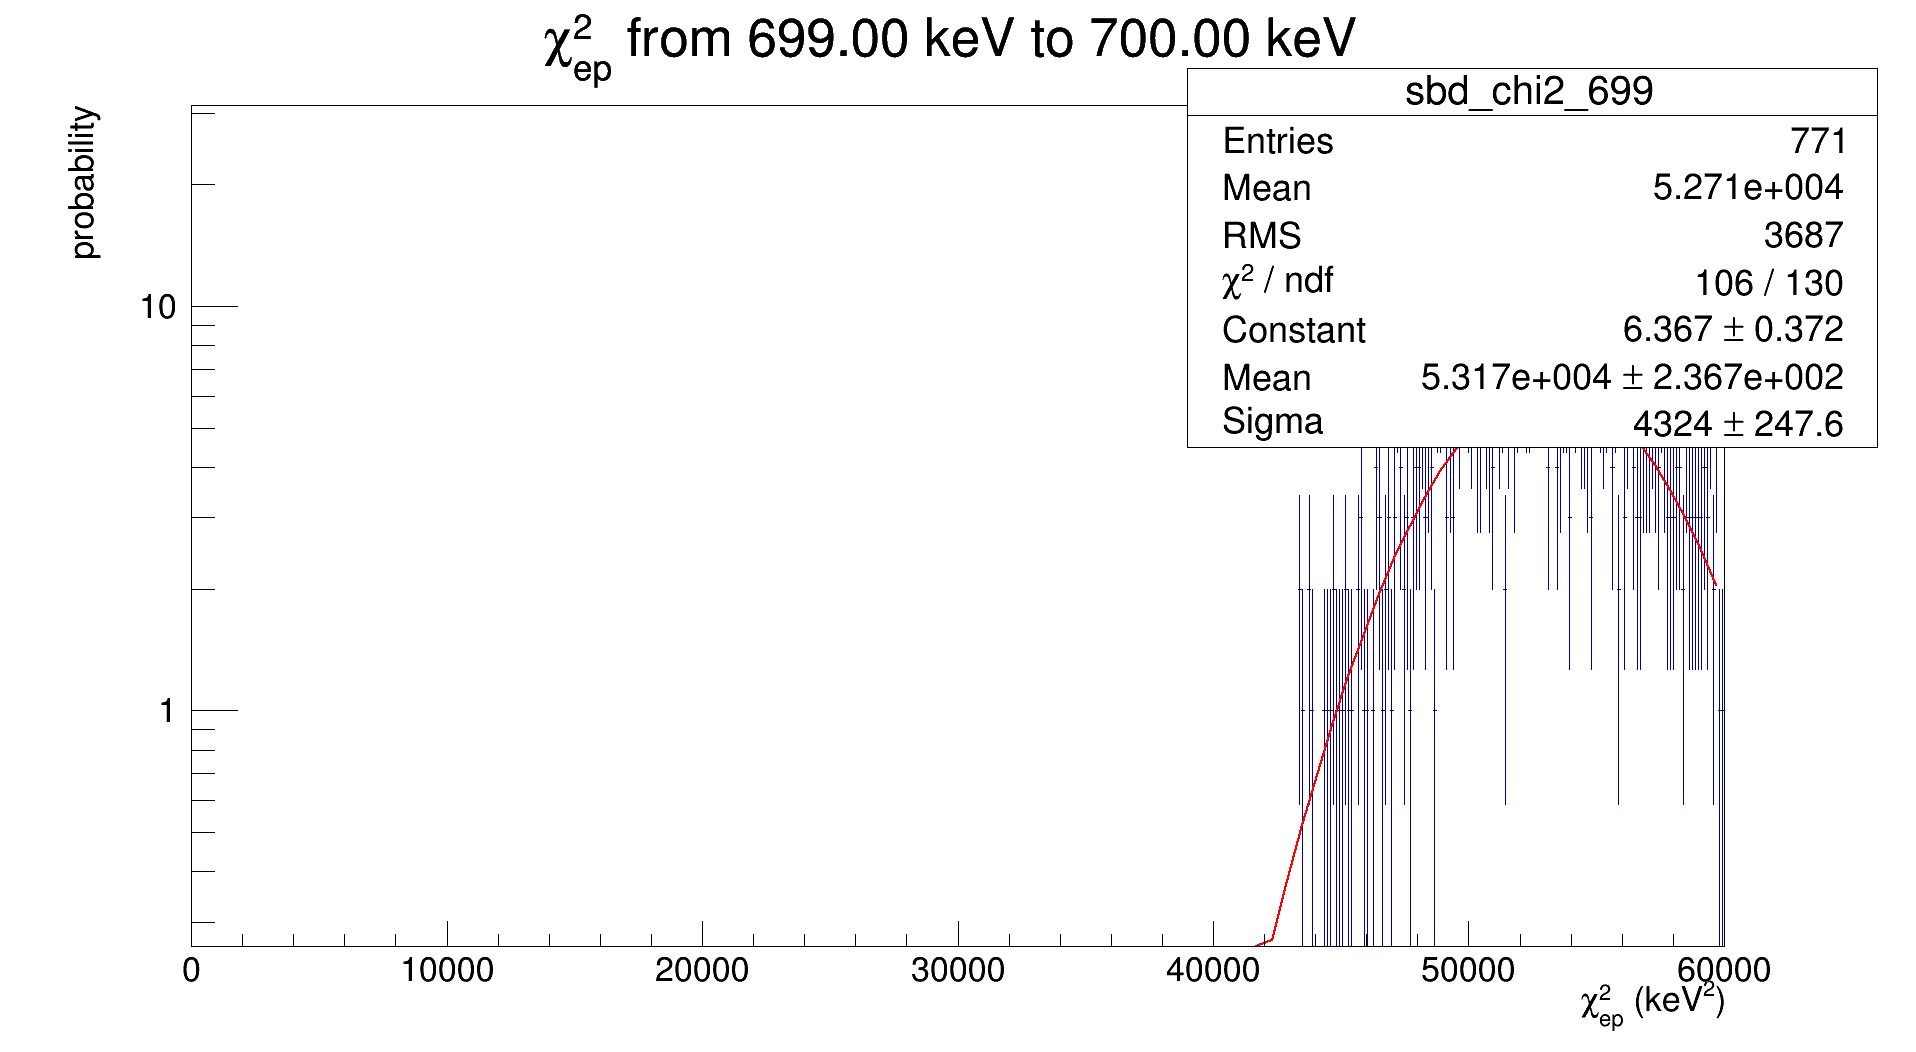 χ²ep from 699.00 keV to 700.00 keV
probability
sbd_chi2_699
Entries 771
Mean 5.271e+004
RMS 3687
χ² / ndf 106 / 130
Constant 6.367 ± 0.372
Mean 5.317e+004 ± 2.367e+002
Sigma 4324 ± 247.6
10
1
0 10000 20000 30000 40000 50000 60000
χ²ep (keV²)